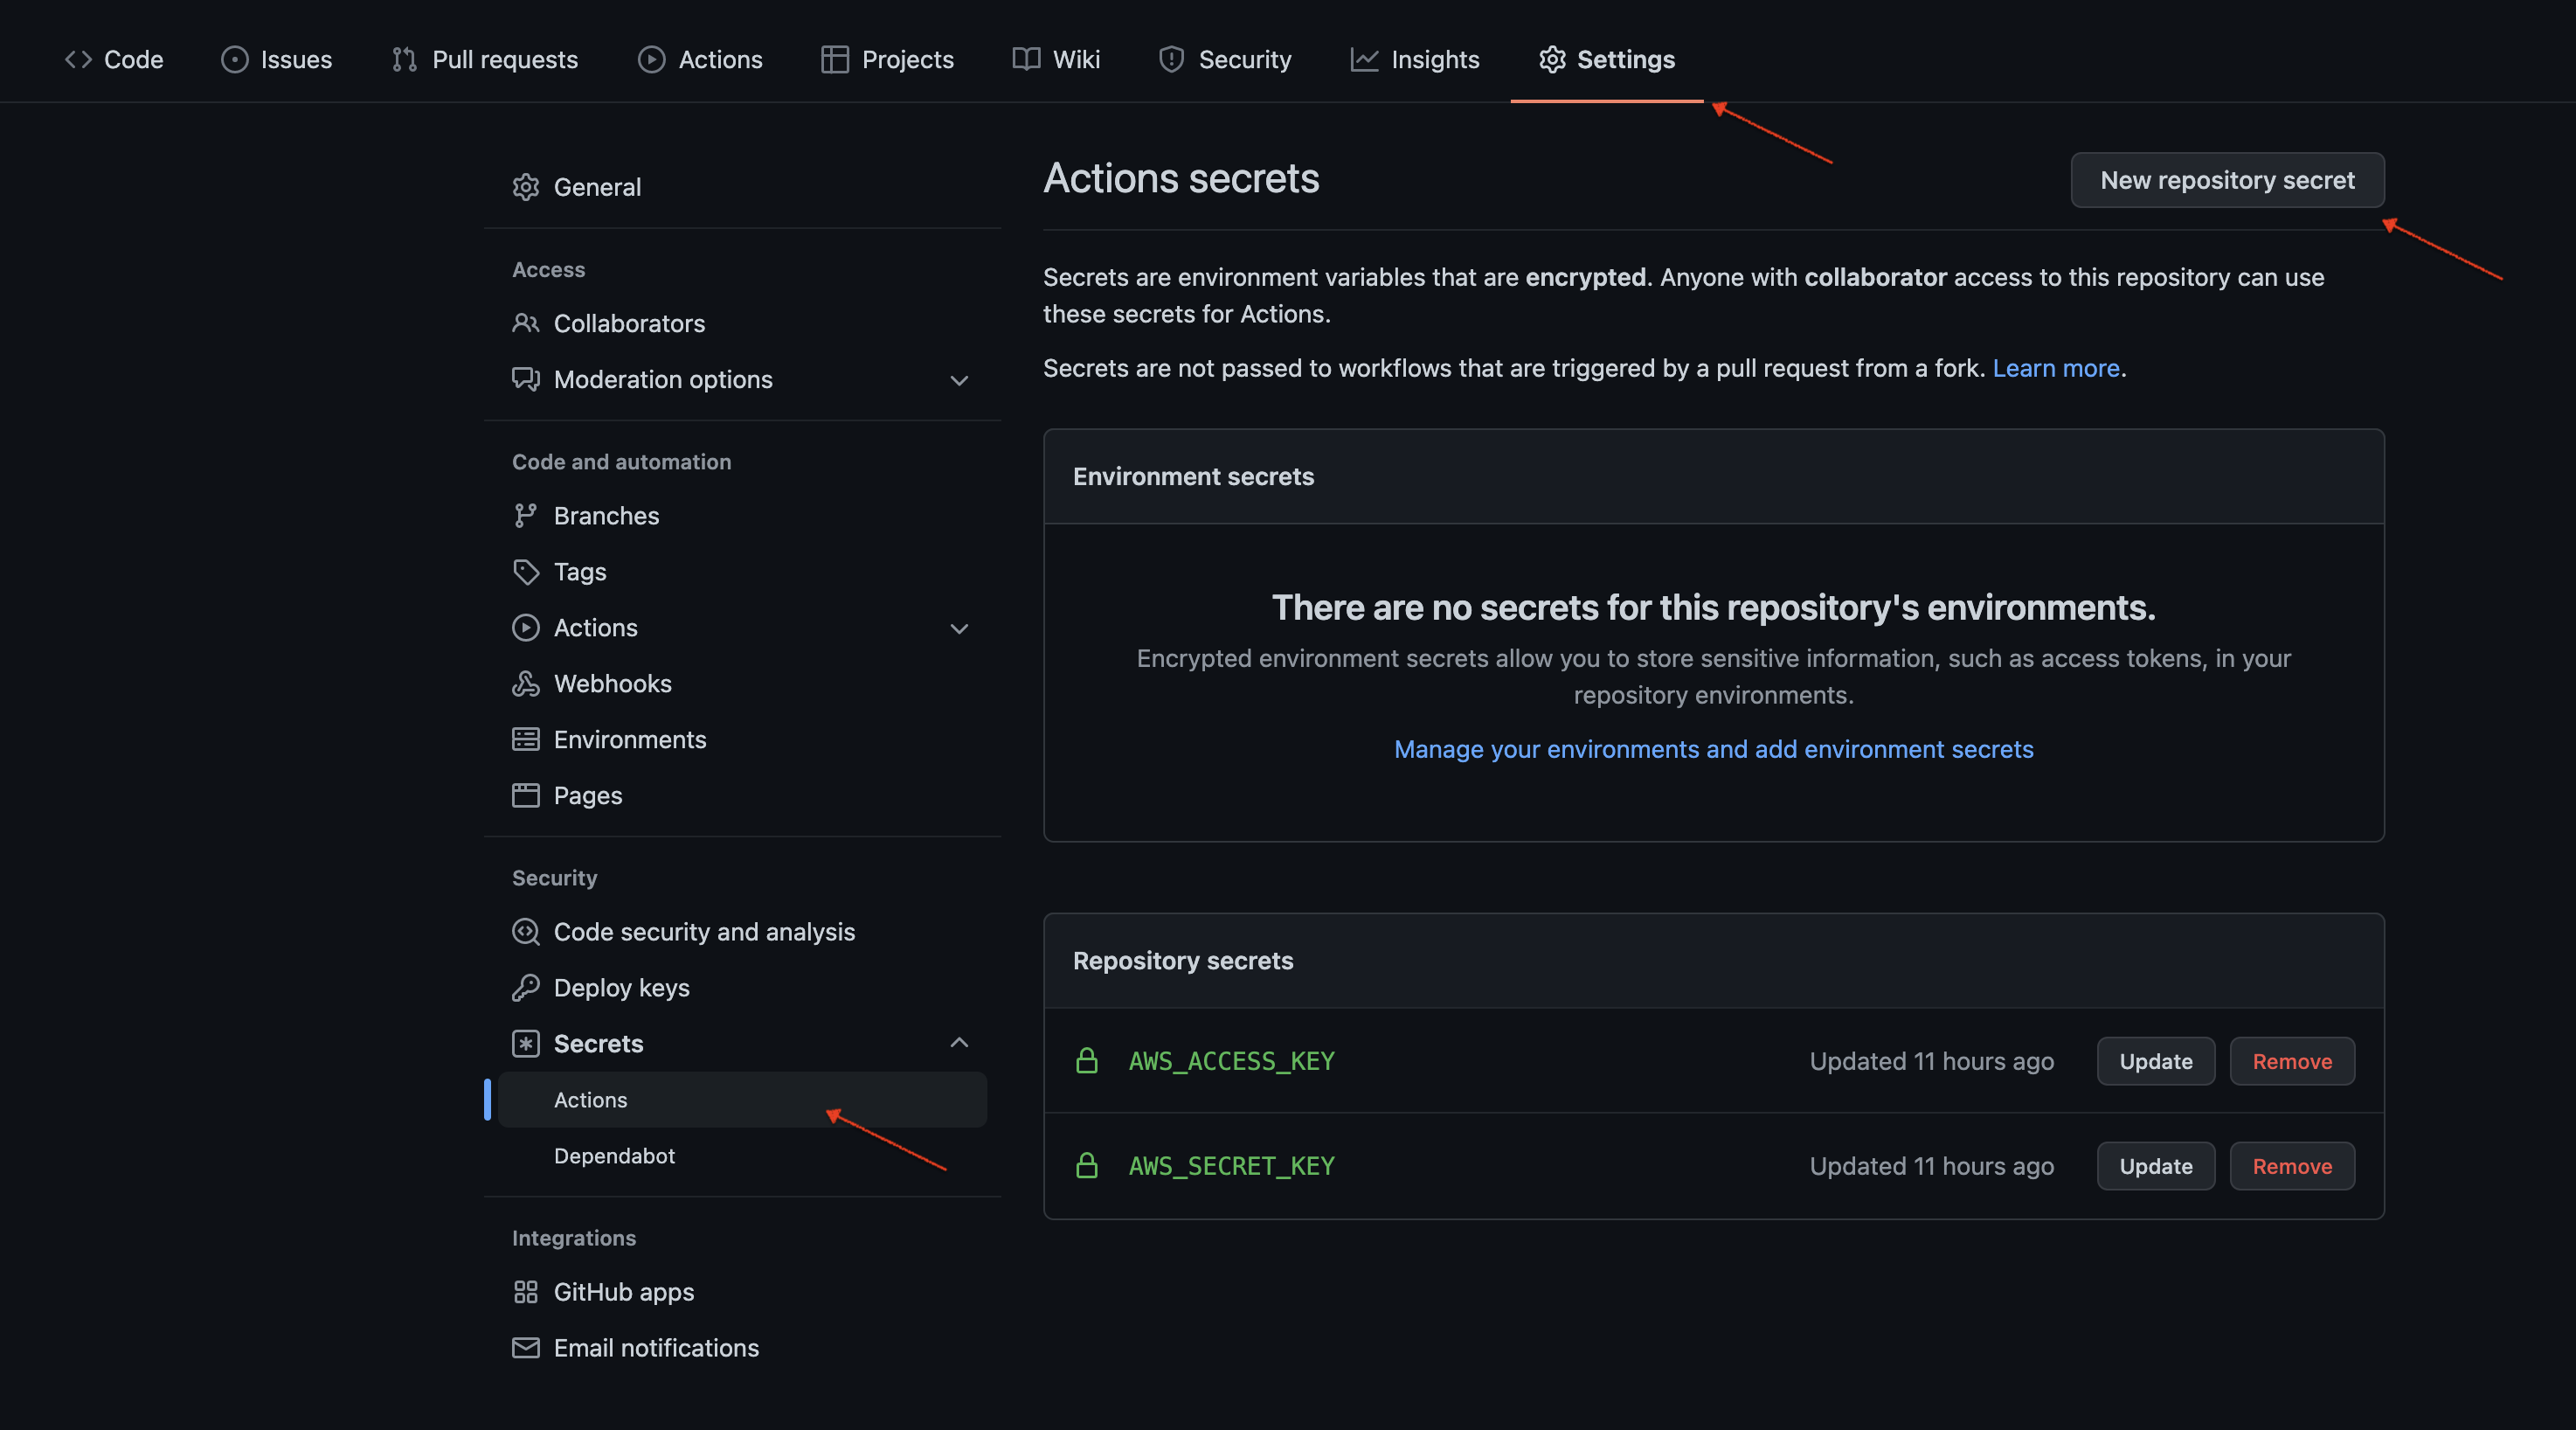 Code Issues Pull requests Actions Projects Wiki Security Insights Settings
General
Access
Collaborators
Moderation options
Code and automation
Branches
Tags
Actions
Webhooks
Environments
Pages
Security
Code security and analysis
Deploy keys
Secrets
Actions
Dependabot
Integrations
GitHub apps
Email notifications
Actions secrets
New repository secret
Secrets are environment variables that are encrypted. Anyone with collaborator access to this repository can use
these secrets for Actions.
Secrets are not passed to workflows that are triggered by a pull request from a fork. Learn more.
Environment secrets
There are no secrets for this repository's environments.
Encrypted environment secrets allow you to store sensitive information, such as access tokens, in your
repository environments.
Manage your environments and add environment secrets
Repository secrets
AWS_ACCESS_KEY Updated 11 hours ago Update Remove
AWS_SECRET_KEY Updated 11 hours ago Update Remove